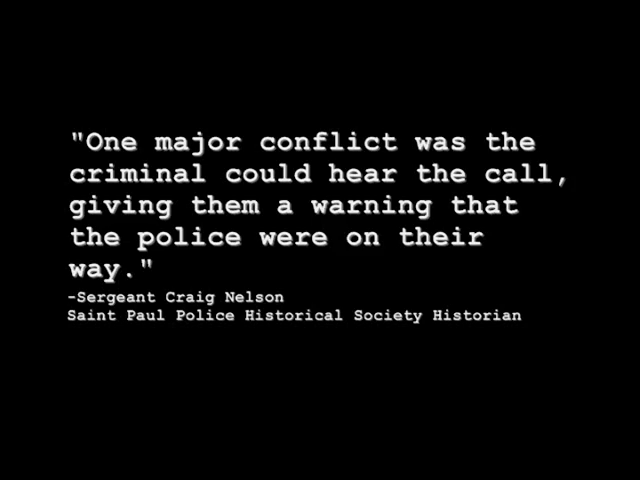 "One major conflict was the
criminal could hear the call,
giving them a warning that
the police were on their
way."
-Sergeant Craig Nelson
Saint Paul Police Historical Society Historian